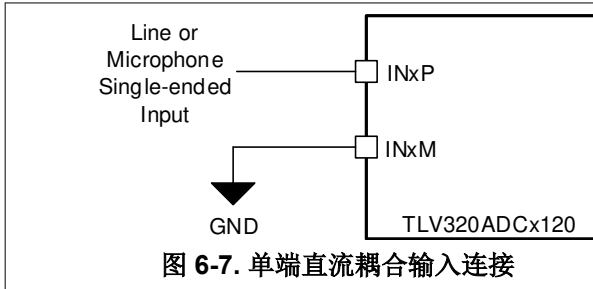 Line or
Microphone
Single-ended
Input
INxP
INxM
GND
TLV320ADCx120
图 6-7. 单端直流耦合输入连接